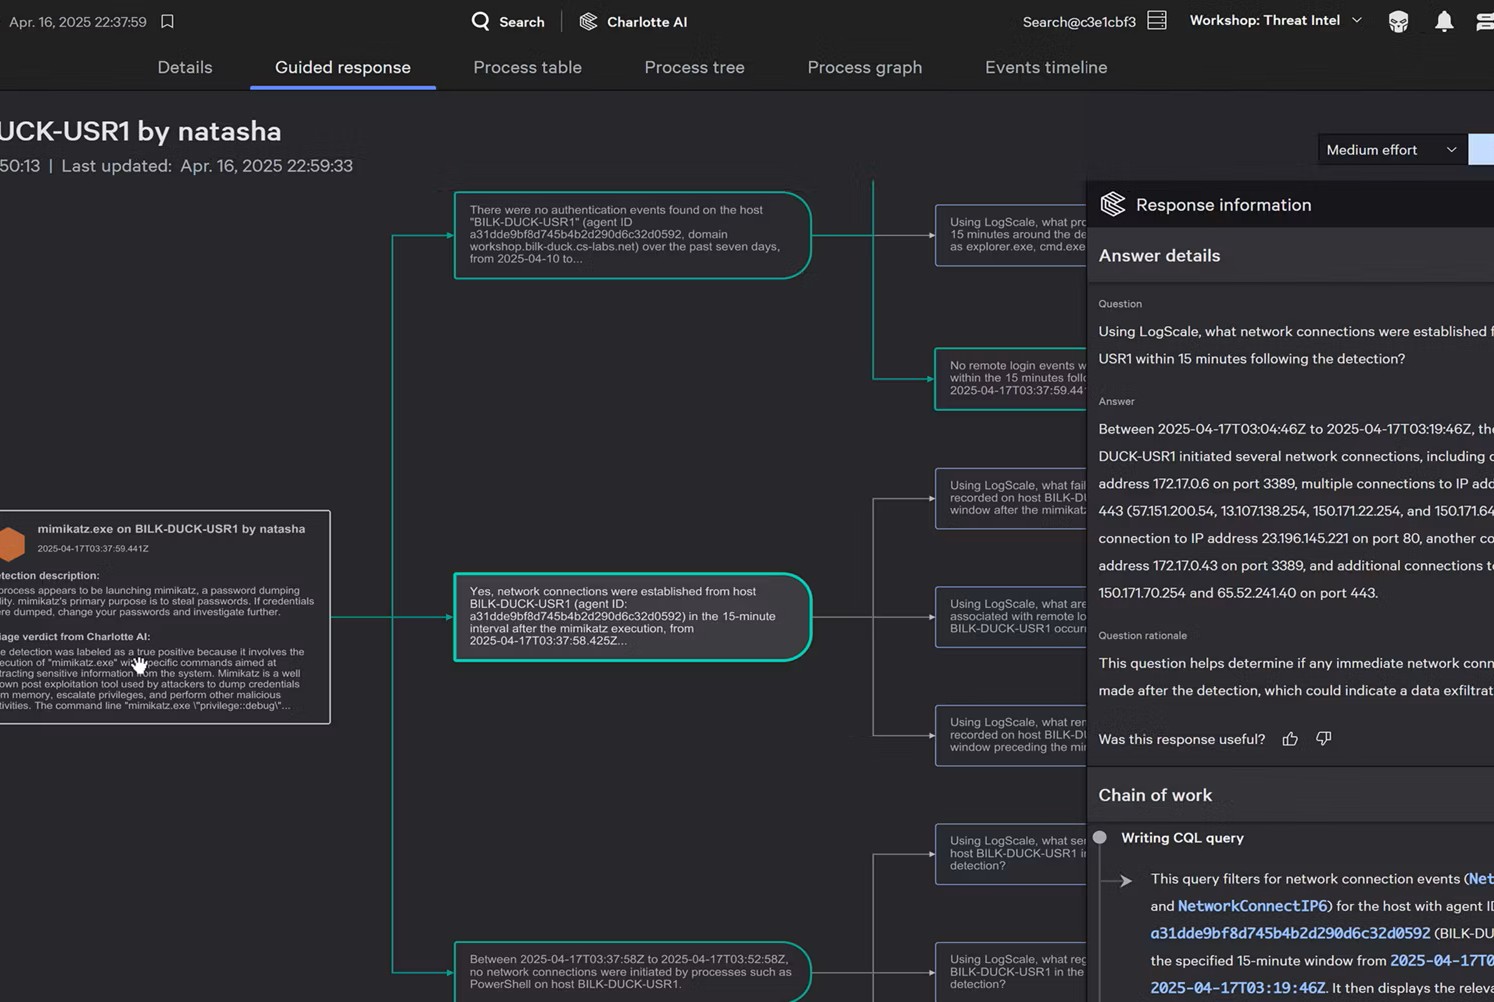 Apr. 16, 2025 22:37:59
Search
Charlotte AI
Search@c3e1cbf3
Workshop: Threat Intel
Details
Guided response
Process table
Process tree
Process graph
Events timeline
UCK-USR1 by natasha
50:13 | Last updated: Apr. 16, 2025 22:59:33
Medium effort
There were no authentication events found on the host
"BILK-DUCK-USR1" (agent ID
a31dde9bf8d745b4b2d290d6c32d0592, domain
workshop.bilk-duck.cs-labs.net) over the past seven days,
from 2025-04-10 to...
Using LogScale, what pro
15 minutes around the de
as explorer.exe, cmd.exe
No remote login events w
within the 15 minutes follo
2025-04-17T03:37:59.44
Using LogScale, what fail
recorded on host BILK-DU
window after the mimikatz
mimikatz.exe on BILK-DUCK-USR1 by natasha
2025-04-17T03:37:59.441Z
tection description:
process appears to be launching mimikatz, a password dumping
lity. mimikatz's primary purpose is to steal passwords. If credentials
re dumped, change your passwords and investigate further.
iage verdict from Charlotte AI:
e detection was labeled as a true positive because it involves the
ecution of "mimikatz.exe" with specific commands aimed at
tracting sensitive information from the system. Mimikatz is a well
own post exploitation tool used by attackers to dump credentials
m memory, escalate privileges, and perform other malicious
tivities. The command line "mimikatz.exe \"privilege::debug\"...
Yes, network connections were established from host
BILK-DUCK-USR1 (agent ID:
a31dde9bf8d745b4b2d290d6c32d0592) in the 15-minute
interval after the mimikatz execution, from
2025-04-17T03:37:58.425Z...
Using LogScale, what are
associated with remote lo
BILK-DUCK-USR1 occurr
Using LogScale, what ren
recorded on host BILK-DU
window preceding the mi
Using LogScale, what se
host BILK-DUCK-USR1 i
detection?
Between 2025-04-17T03:37:58Z to 2025-04-17T03:52:58Z,
no network connections were initiated by processes such as
PowerShell on host BILK-DUCK-USR1.
Using LogScale, what reg
BILK-DUCK-USR1 in the
detection?
Response information
Answer details
Question
Using LogScale, what network connections were established f
USR1 within 15 minutes following the detection?
Answer
Between 2025-04-17T03:04:46Z to 2025-04-17T03:19:46Z, the
DUCK-USR1 initiated several network connections, including c
address 172.17.0.6 on port 3389, multiple connections to IP add
443 (57.151.200.54, 13.107.138.254, 150.171.22.254, and 150.171.64
connection to IP address 23.196.145.221 on port 80, another co
address 172.17.0.43 on port 3389, and additional connections to
150.171.70.254 and 65.52.241.40 on port 443.
Question rationale
This question helps determine if any immediate network conn
made after the detection, which could indicate a data exfiltrat
Was this response useful?
Chain of work
Writing CQL query
This query filters for network connection events (Net
and NetworkConnectIP6) for the host with agent ID
a31dde9bf8d745b4b2d290d6c32d0592 (BILK-DU
the specified 15-minute window from 2025-04-17T0
2025-04-17T03:19:46Z. It then displays the releva